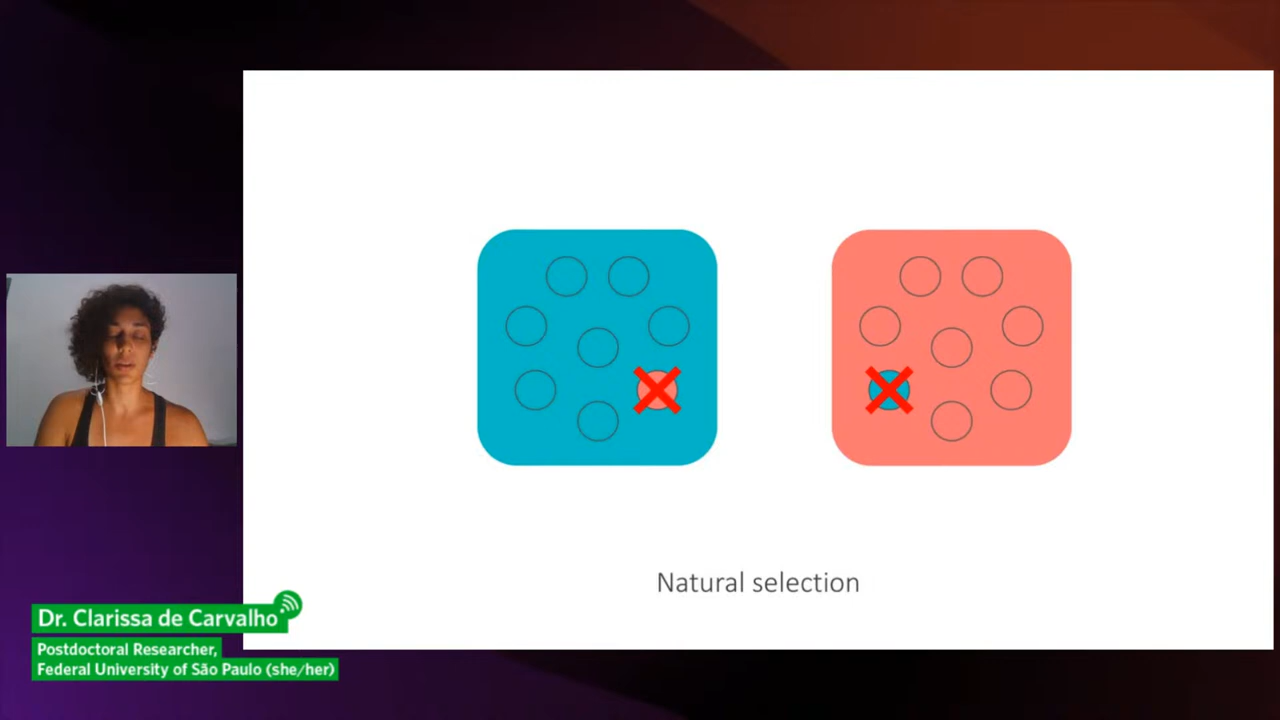 Natural selection
Dr. Clarissa de Carvalho
Postdoctoral Researcher,
Federal University of São Paulo (she/her)